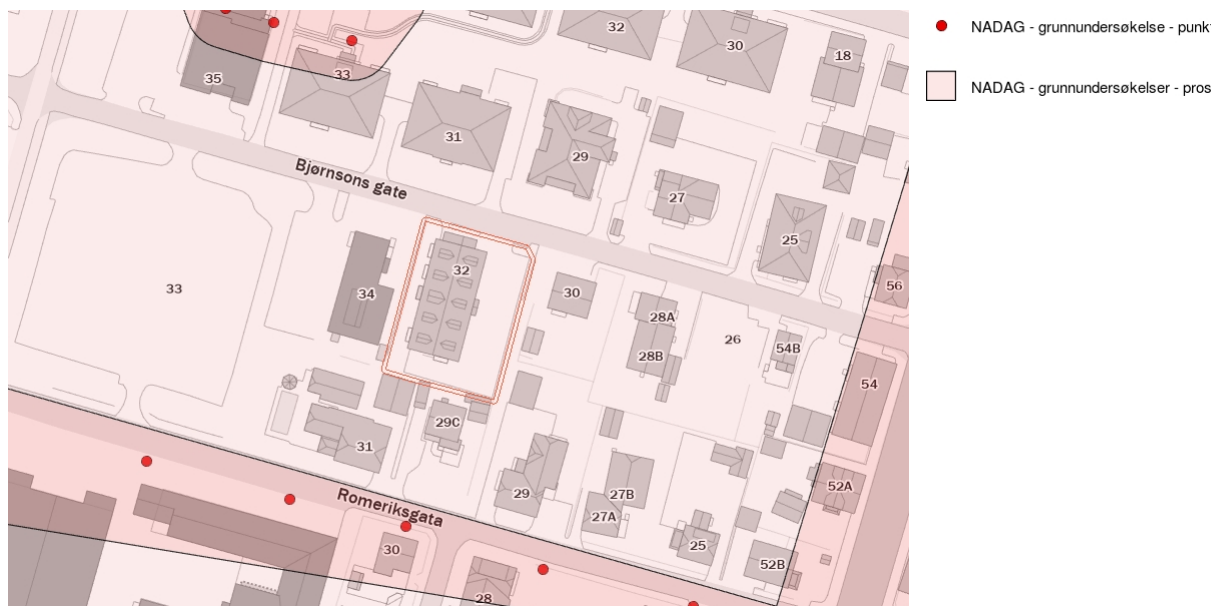 32
30
18
35
33
31
29
27
25
Bjørnsons gate
56
33
34
32
30
28A
28B
26
54B
54
29C
31
29
27B
27A
25
52A
52B
Romeriksgata
30
28
NADAG - grunnundersøkelse - punkt
NADAG - grunnundersøkelser - pros